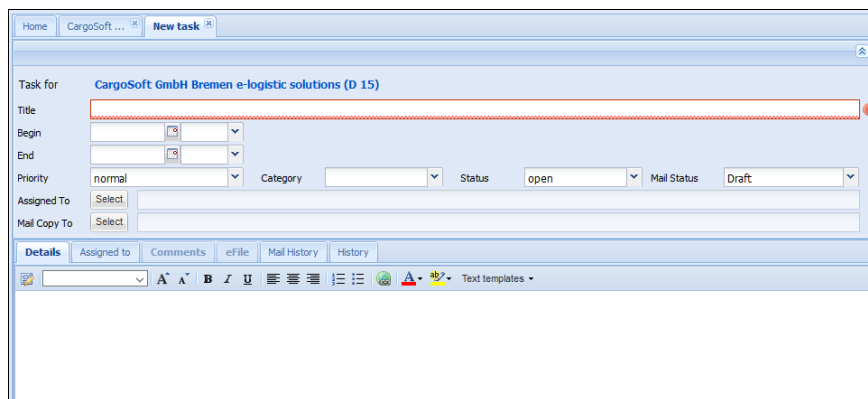 Home CargoSoft ... New task
Task for CargoSoft GmbH Bremen e-logistic solutions (D 15)
Title
Begin
End
Priority normal Category Status open Mail Status Draft
Assigned To Select
Mail Copy To Select
Details Assigned to Comments eFile Mail History History
A A B I U A ab Text templates